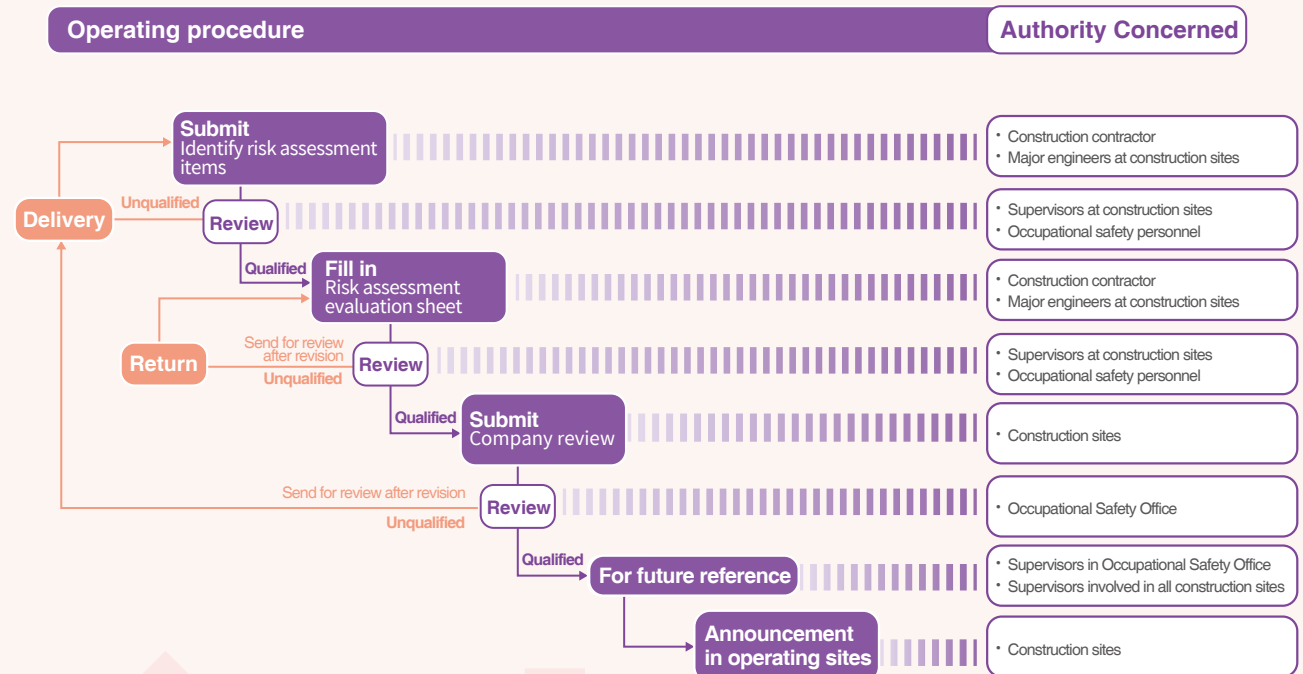 Operating procedure
Authority Concerned
Submit
Identify risk assessment
items
• Construction contractor
• Major engineers at construction sites
Delivery
Unqualified
Review
• Supervisors at construction sites
• Occupational safety personnel
Qualified
Fill in
Risk assessment
evaluation sheet
• Construction contractor
• Major engineers at construction sites
Return
Send for review
after revision
Unqualified
Review
• Supervisors at construction sites
• Occupational safety personnel
Qualified
Submit
Company review
• Construction sites
Send for review after revision
Unqualified
Review
• Occupational Safety Office
Qualified
For future reference
• Supervisors in Occupational Safety Office
• Supervisors involved in all construction sites
Announcement
in operating sites
• Construction sites